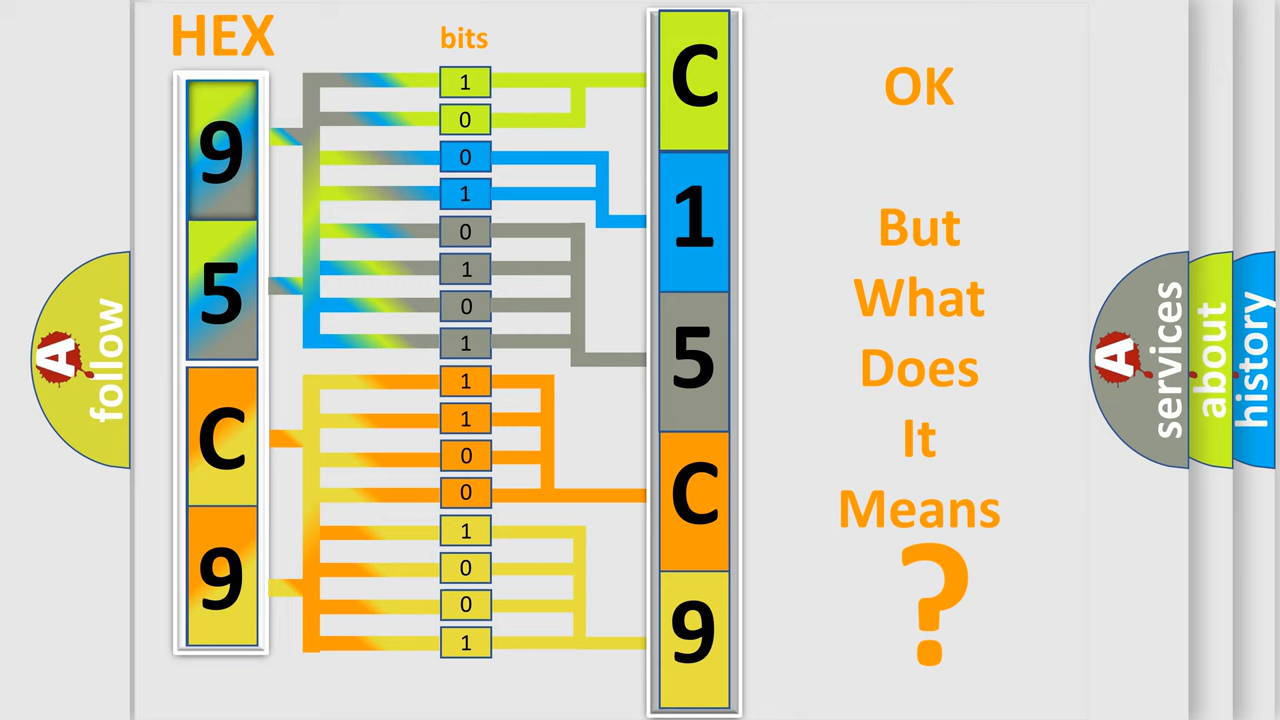 HEX
bits
9
5
C
9
1
0
0
1
0
1
0
1
1
1
0
0
1
0
0
1
C
1
5
C
9
OK
But
What
Does
It
Means
?
A
follow
A
services
about
history